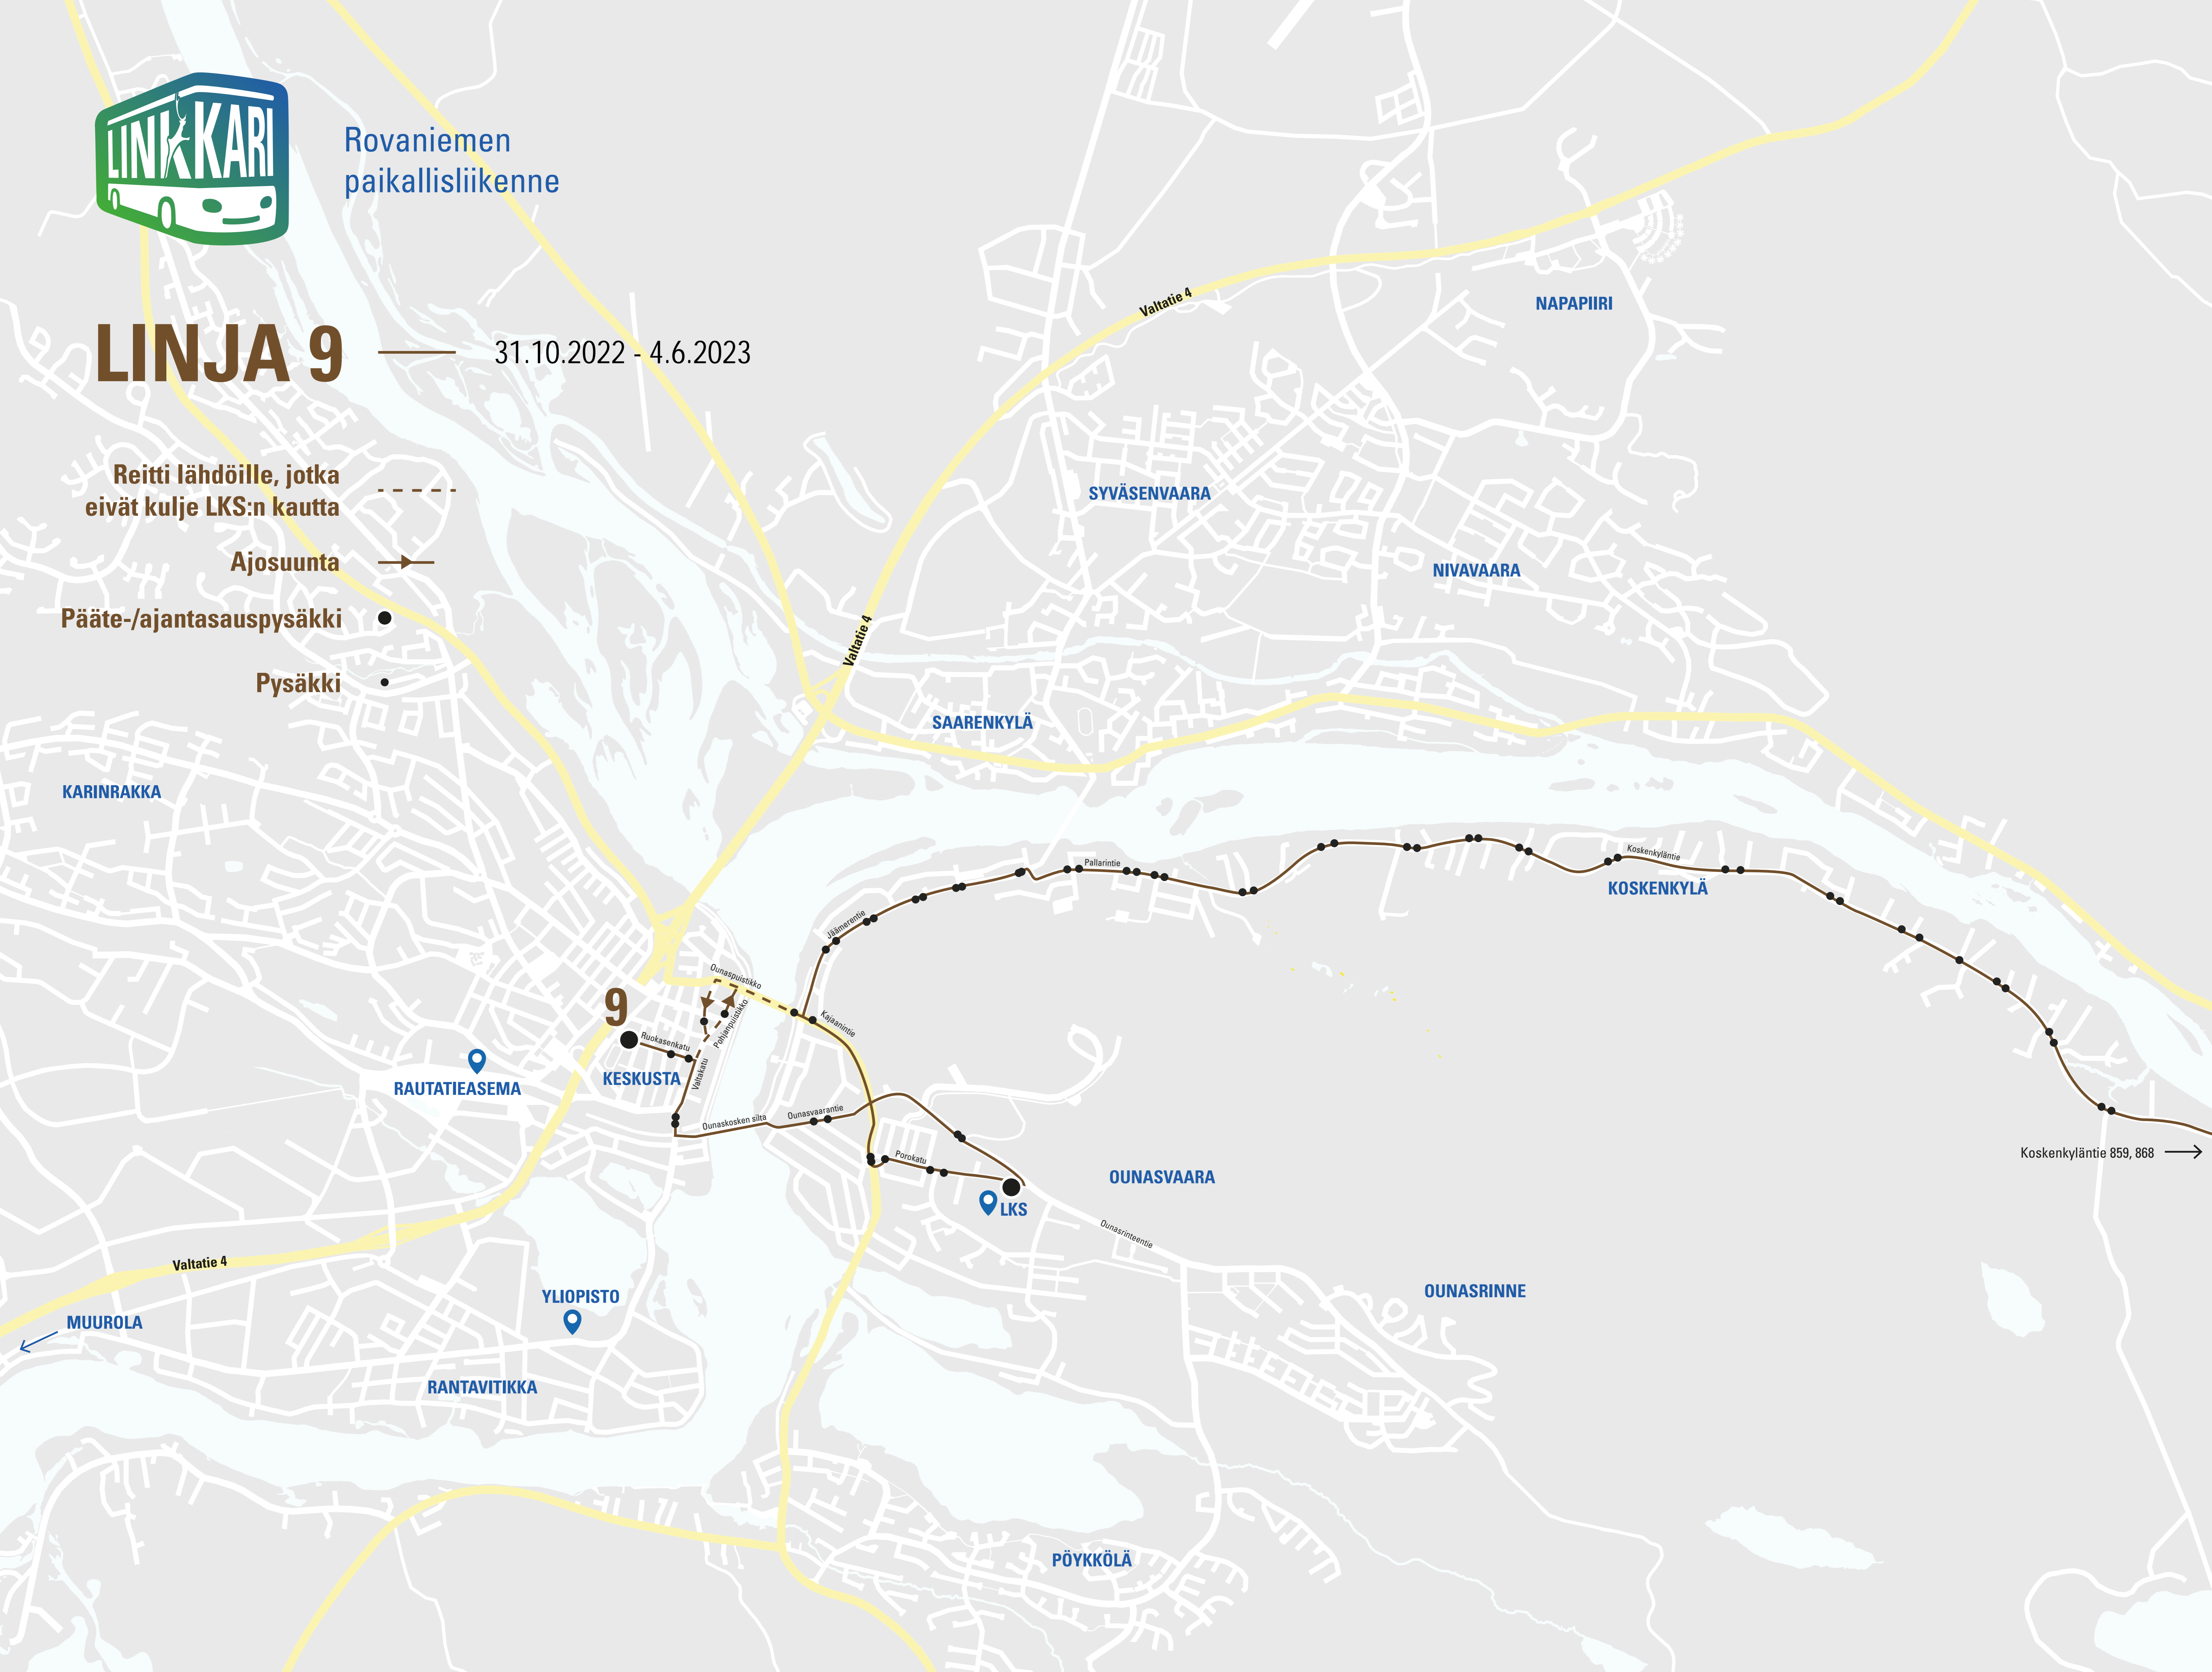 LINKKARI
Rovaniemen
paikallisliikenne
LINJA 9
31.10.2022 - 4.6.2023
Reitti lähdöille, jotka
eivät kulje LKS:n kautta
Ajosuunta
Pääte-/ajantasauspysäkki
Pysäkki
Valtatie 4
NAPAPIIRI
SYVÄSENVAARA
NIVAVAARA
Valtatie 4
SAARENKYLÄ
KARINRAKKA
Pallarintie
Koskenkyläntie
KOSKENKYLÄ
Jäämerentie
Ounaspuistikko
9
Pohjanpuistikko
Kajaanintie
Ruokasenkatu
KESKUSTA
Valtakatu
RAUTATIEASEMA
Ounaskosken silta
Ounasvaarantie
Porokatu
Koskenkyläntie 859, 868
OUNASVAARA
LKS
Ounasrinteentie
Valtatie 4
OUNASRINNE
YLIOPISTO
MUUROLA
RANTAVITIKKA
PÖYKKÖLÄ